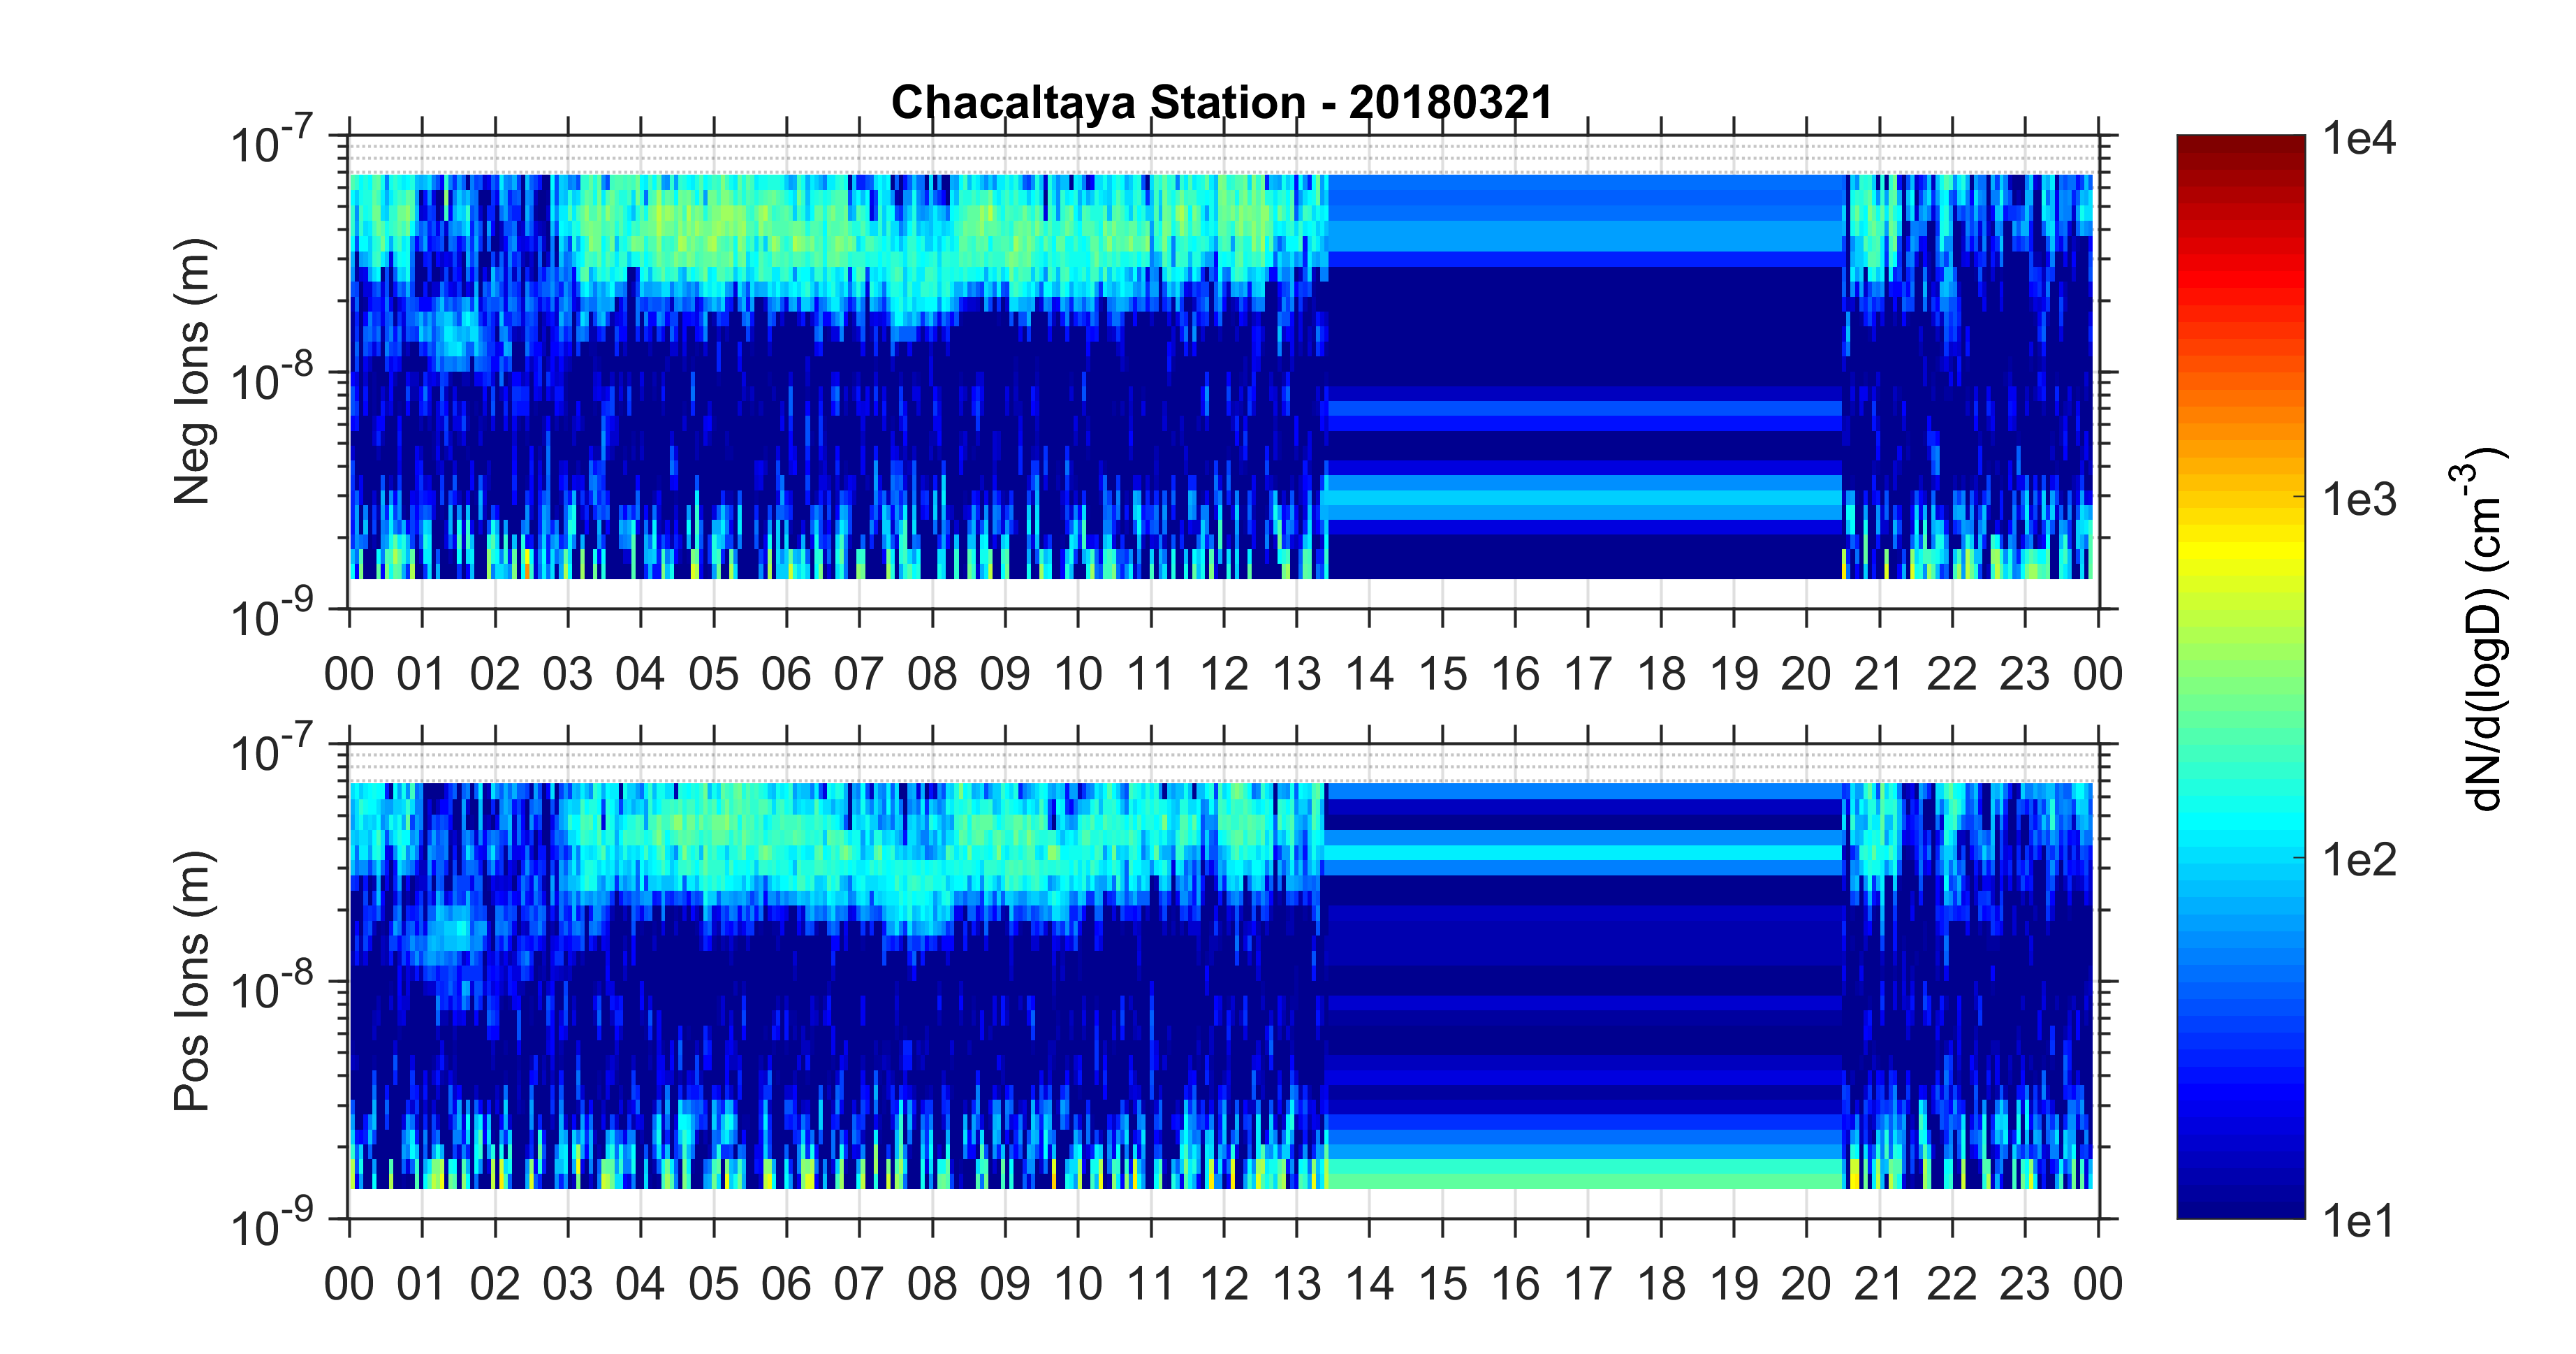 Chacaltaya Station - 20180321
10-7
10-8
10-9
Neg Ions (m)
00 01 02 03 04 05 06 07 08 09 10 11 12 13 14 15 16 17 18 19 20 21 22 23 00
10-7
10-8
10-9
Pos Ions (m)
00 01 02 03 04 05 06 07 08 09 10 11 12 13 14 15 16 17 18 19 20 21 22 23 00
1e4
1e3
1e2
1e1
dN/d(logD) (cm-3)